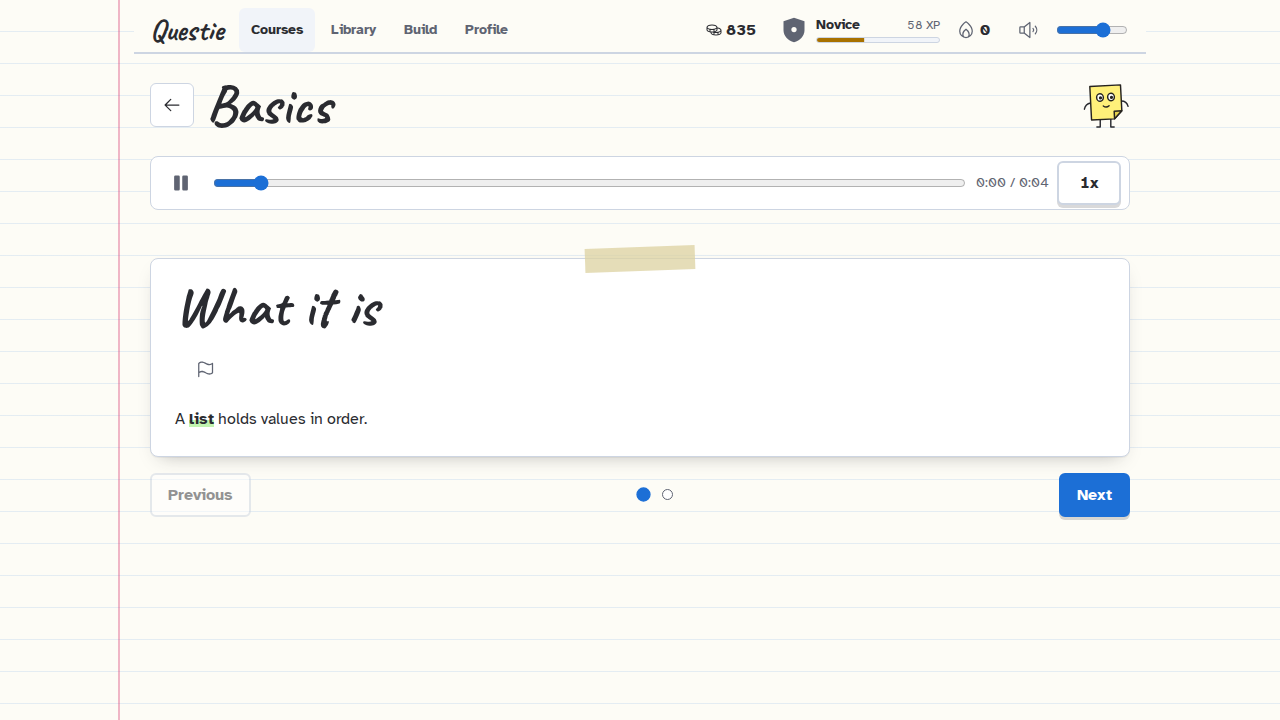 Questie
Courses
Library
Build
Profile
835
Novice
58 XP
0
Basics
0:00 / 0:04
1x
What it is
A list holds values in order.
Previous
Next